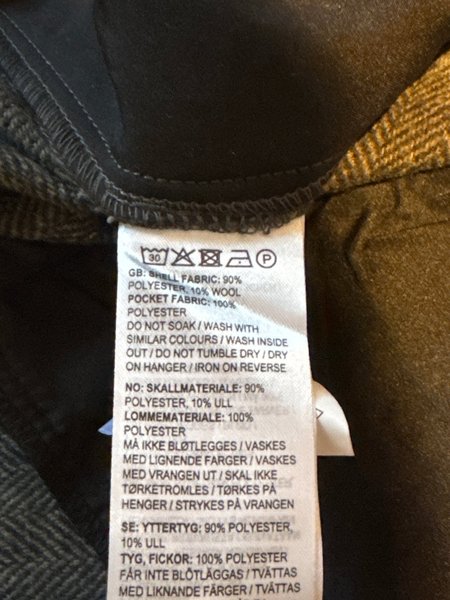 30 P
GB: SHELL FABRIC: 90%
POLYESTER, 10% WOOL
POCKET FABRIC: 100%
POLYESTER
DO NOT SOAK / WASH WITH
SIMILAR COLOURS / WASH INSIDE
OUT / DO NOT TUMBLE DRY / DRY
ON HANGER / IRON ON REVERSE
NO: SKALLMATERIALE: 90%
POLYESTER, 10% ULL
LOMMEMATERIALE: 100%
POLYESTER
MÅ IKKE BLØTLEGGES / VASKES
MED LIGNENDE FARGER / VASKES
MED VRANGEN UT / SKAL IKKE
TØRKETROMLES / TØRKES PÅ
HENGER / STRYKES PÅ VRANGEN
SE: YTTERTYG: 90% POLYESTER,
10% ULL
TYG, FICKOR: 100% POLYESTER
FÅR INTE BLÖTLÄGGAS / TVÄTTAS
MED LIKNANDE FÄRGER / TVÄTTAS